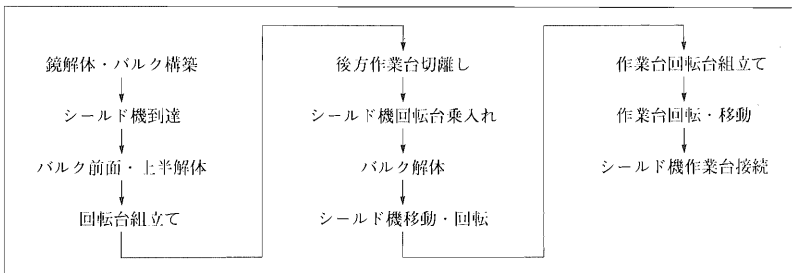 鏡解体・バルク構築
シールド機到達
バルク前面・上半解体
回転台組立て
後方作業台切離し
シールド機回転台乗入れ
バルク解体
シールド機移動・回転
作業台回転台組立て
作業台回転・移動
シールド機作業台接続